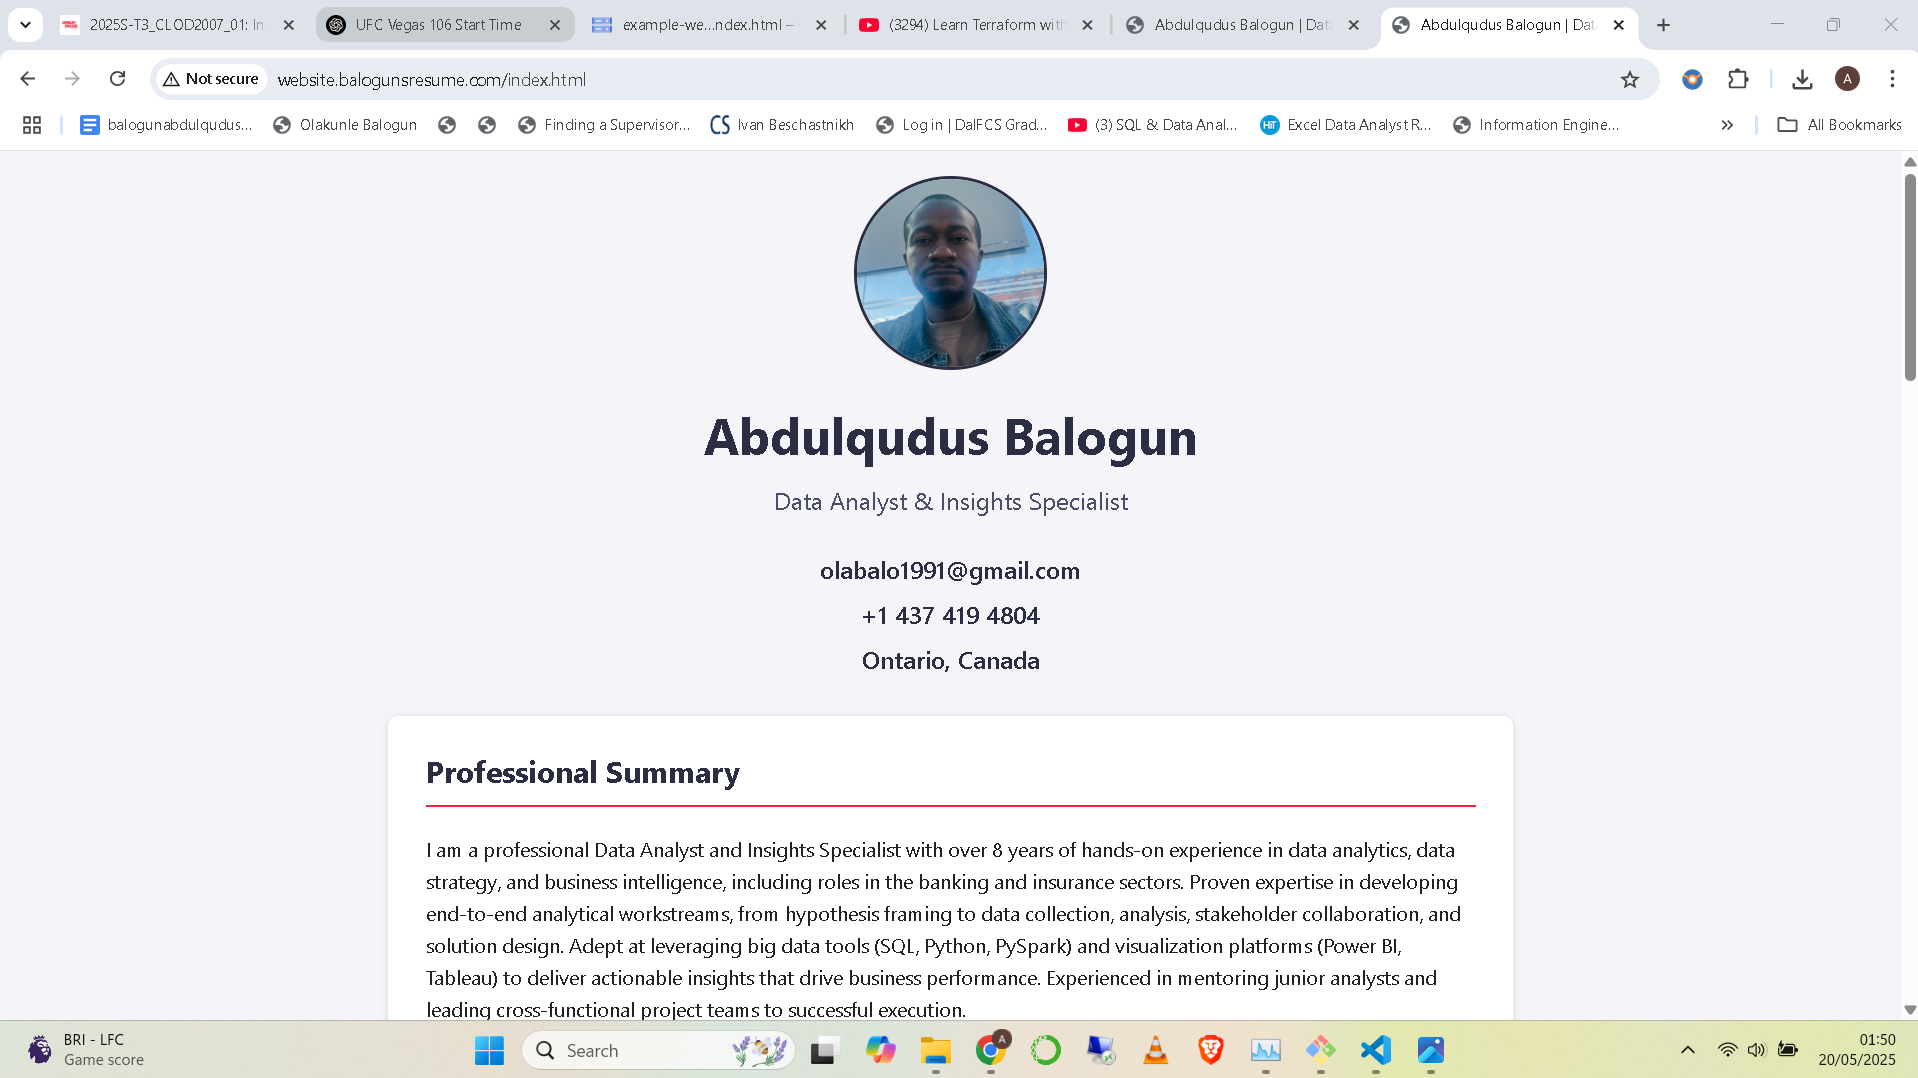 2025S-T3_CLOD2007_01: In
UFC Vegas 106 Start Time
example-we...ndex.html –
(3294) Learn Terraform with
Abdulqudus Balogun | Dat
Abdulqudus Balogun | Dat
Not secure
website.balogunsresume.com/index.html
A
balogunabdulqudus...
Olakunle Balogun
Finding a Supervisor...
CS
Ivan Beschastnikh
Log in | DalFCS Grad...
(3) SQL & Data Anal...
HiT
Excel Data Analyst R...
Information Engine...
All Bookmarks
Abdulqudus Balogun
Data Analyst & Insights Specialist
olabalo1991@gmail.com
+1 437 419 4804
Ontario, Canada
Professional Summary
I am a professional Data Analyst and Insights Specialist with over 8 years of hands-on experience in data analytics, data
strategy, and business intelligence, including roles in the banking and insurance sectors. Proven expertise in developing
end-to-end analytical workstreams, from hypothesis framing to data collection, analysis, stakeholder collaboration, and
solution design. Adept at leveraging big data tools (SQL, Python, PySpark) and visualization platforms (Power BI,
Tableau) to deliver actionable insights that drive business performance. Experienced in mentoring junior analysts and
leading cross-functional project teams to successful execution.
BRI - LFC
Game score
Search
A
01:50
20/05/2025